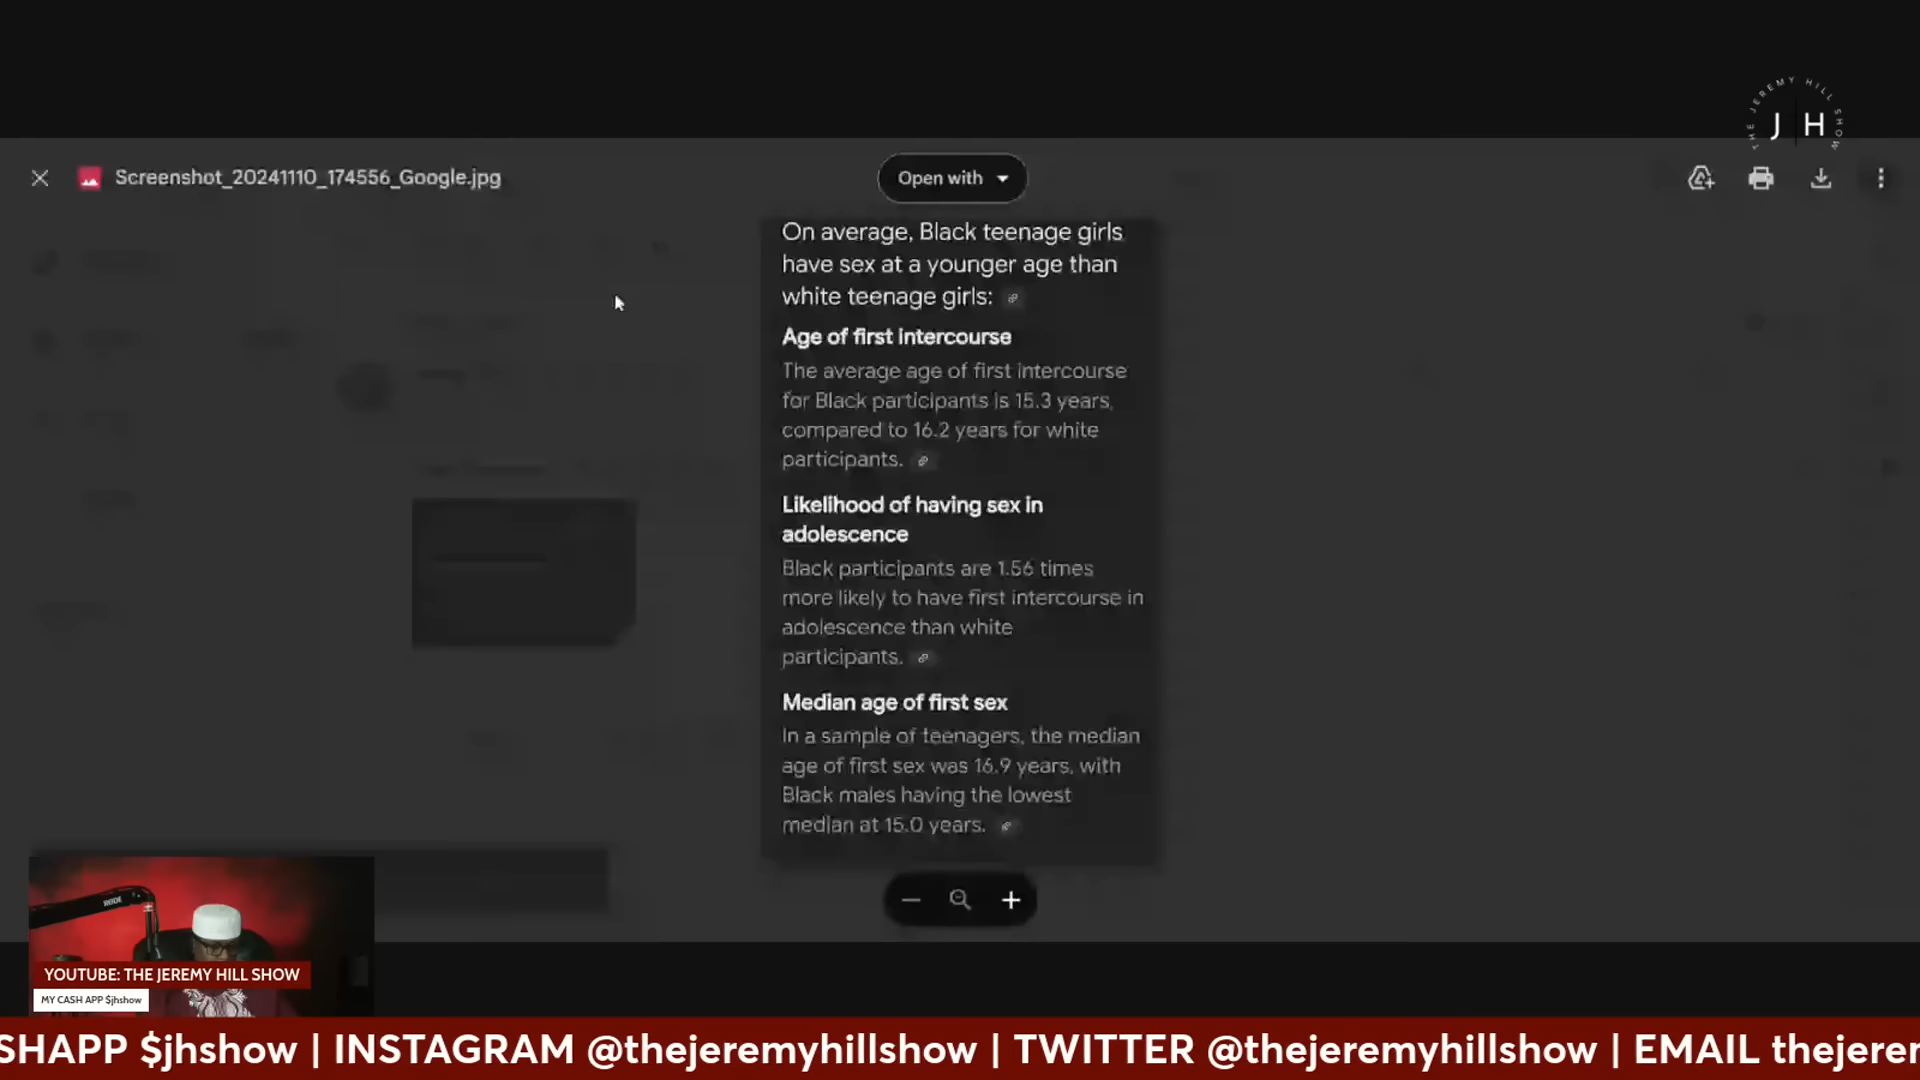 THE JEREMY HILL SHOW
J H
Screenshot_20241110_174556_Google.jpg
Open with
On average, Black teenage girls
have sex at a younger age than
white teenage girls:
Age of first intercourse
The average age of first intercourse
for Black participants is 15.3 years,
compared to 16.2 years for white
participants.
Likelihood of having sex in
adolescence
Black participants are 1.56 times
more likely to have first intercourse in
adolescence than white
participants.
Median age of first sex
In a sample of teenagers, the median
age of first sex was 16.9 years, with
Black males having the lowest
median at 15.0 years.
RODE
YOUTUBE: THE JEREMY HILL SHOW
MY CASH APP $jhshow
SHAPP $jhshow | INSTAGRAM @thejeremyhillshow | TWITTER @thejeremyhillshow | EMAIL thejerer